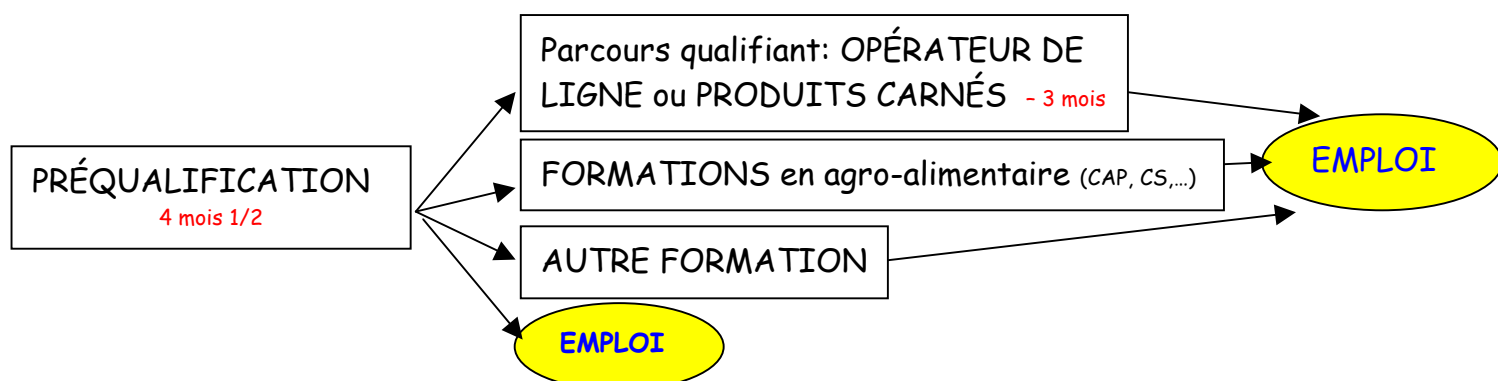 PRÉQUALIFICATION
4 mois 1/2
Parcours qualifiant: OPÉRATEUR DE
LIGNE ou PRODUITS CARNÉS - 3 mois
FORMATIONS en agro-alimentaire (CAP, CS,…)
AUTRE FORMATION
EMPLOI
EMPLOI